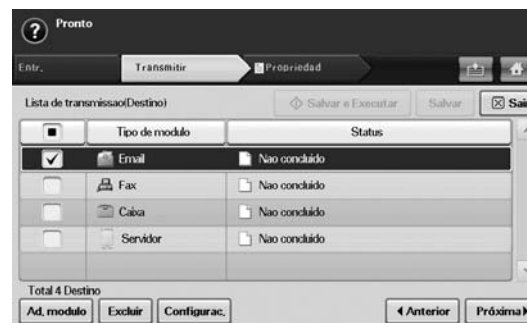 Pronto
Entr. Transmitir Propriedad
Lista de transmissao(Destino) Salvar e Executar Salvar Sair
Tipo de modulo Status
Email Nao concluido
Fax Nao concluido
Caixa Nao concluido
Servidor Nao concluido
Total 4 Destino
Ad. modulo Excluir Configurac. Anterior Próxima